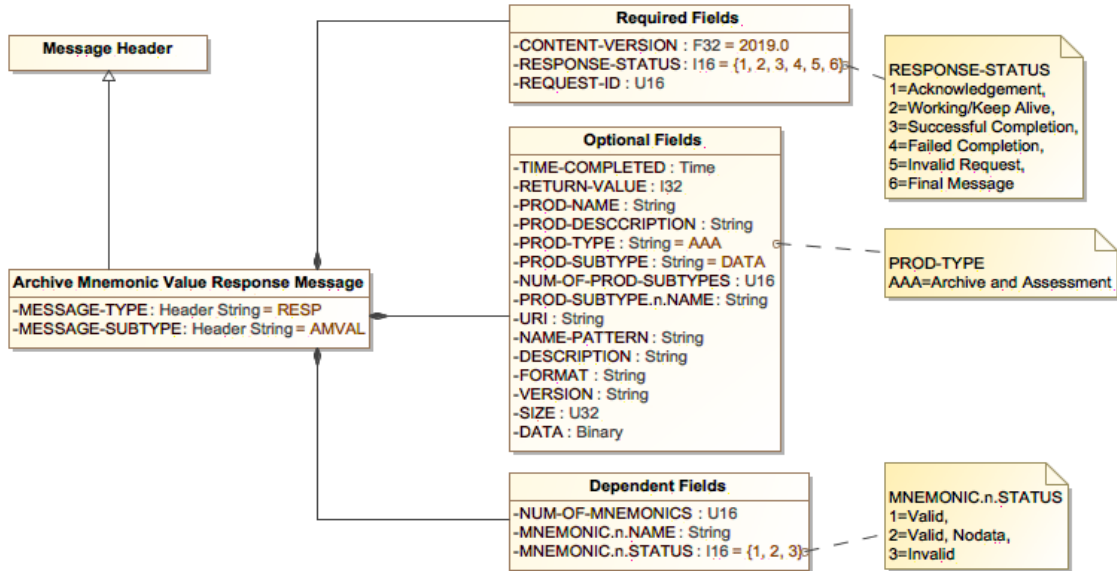 Message Header
Archive Mnemonic Value Response Message
-MESSAGE-TYPE: Header String = RESP
-MESSAGE-SUBTYPE: Header String = AMVAL
Required Fields
-CONTENT-VERSION : F32 = 2019.0
-RESPONSE-STATUS : I16 = {1, 2, 3, 4, 5, 6}
-REQUEST-ID : U16
RESPONSE-STATUS
1=Acknowledgement,
2=Working/Keep Alive,
3=Successful Completion,
4=Failed Completion,
5=Invalid Request,
6=Final Message
Optional Fields
-TIME-COMPLETED : Time
-RETURN-VALUE : I32
-PROD-NAME : String
-PROD-DESCCRIPTION : String
-PROD-TYPE : String = AAA
-PROD-SUBTYPE : String = DATA
-NUM-OF-PROD-SUBTYPES : U16
-PROD-SUBTYPE.n.NAME : String
-URI : String
-NAME-PATTERN : String
-DESCRIPTION : String
-FORMAT : String
-VERSION : String
-SIZE : U32
-DATA : Binary
PROD-TYPE
AAA=Archive and Assessment
Dependent Fields
-NUM-OF-MNEMONICS : U16
-MNEMONIC.n.NAME : String
-MNEMONIC.n.STATUS : I16 = {1, 2, 3}
MNEMONIC.n.STATUS
1=Valid,
2=Valid, Nodata,
3=Invalid